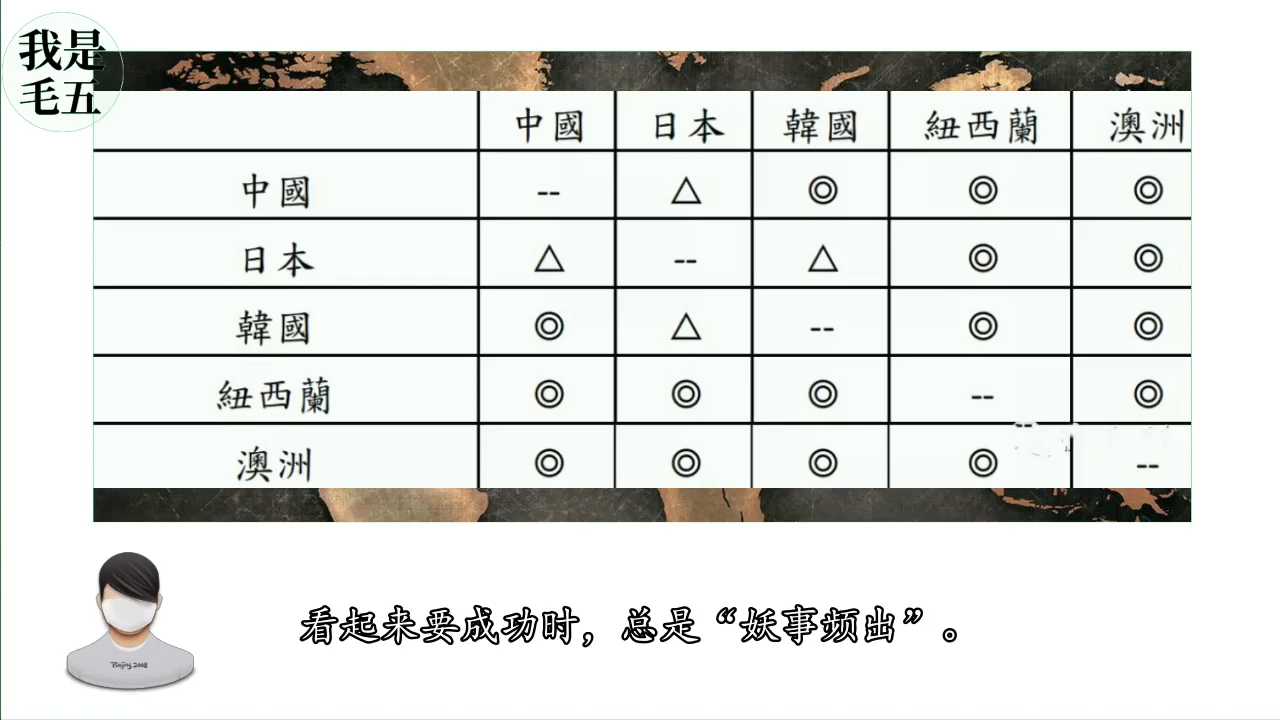 我是
毛五
中國 日本 韓國 紐西蘭 澳洲
中國 -- △ ◎ ◎ ◎
日本 △ -- △ ◎ ◎
韓國 ◎ △ -- ◎ ◎
紐西蘭 ◎ ◎ ◎ -- ◎
澳洲 ◎ ◎ ◎ ◎ --
Beijing 2008
看起来要成功时，总是“妖事频出”。